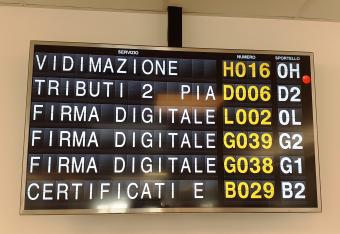 SERVIZIO NUMERO SPORTELLO
VIDIMAZIONE H016 0H
TRIBUTI 2 PIA D006 D2
FIRMA DIGITALE L002 0L
FIRMA DIGITALE G039 G2
FIRMA DIGITALE G038 G1
CERTIFICATI E B029 B2